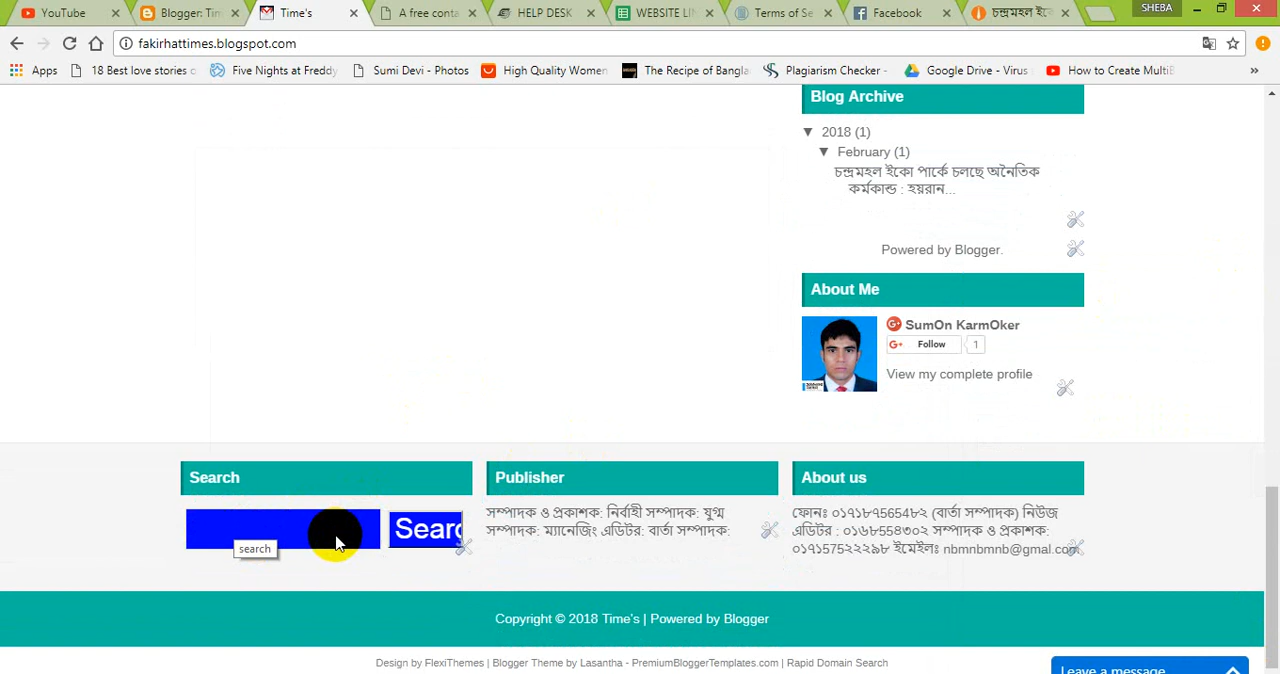 SHEBA
YouTube
Blogger: Tim
Time's
A free conta
HELP DESK
WEBSITE LI
Terms of Se
Facebook
চন্দ্রমহল ইকে
fakirhattimes.blogspot.com
Apps
18 Best love stories c
Five Nights at Freddy
Sumi Devi - Photos
High Quality Women
The Recipe of Bangla
Plagiarism Checker -
Google Drive - Virus
How to Create MultiB
Blog Archive
▼ 2018 (1)
▼ February (1)
চন্দ্রমহল ইকো পার্কে চলছে অনৈতিক
কর্মকান্ড : হয়রান...
Powered by Blogger.
About Me
SumOn KarmOker
G+ Follow 1
View my complete profile
Search
Publisher
About us
Searc
search
সম্পাদক ও প্রকাশক: নির্বাহী সম্পাদক: যুগ্ম
সম্পাদক: ম্যানেজিং এডিটর: বার্তা সম্পাদক:
ফোনঃ ০১৭১৮৭৫৬৫৪৮২ (বার্তা সম্পাদক) নিউজ
এডিটর : ০১৬৮৫৫৪৩০২ সম্পাদক ও প্রকাশক:
০১৭১৫৭৫২২২৯৮ ইমেইলঃ nbmnbmnb@gmal.com
Copyright © 2018 Time's | Powered by Blogger
Design by FlexiThemes | Blogger Theme by Lasantha - PremiumBloggerTemplates.com | Rapid Domain Search
Leave a message